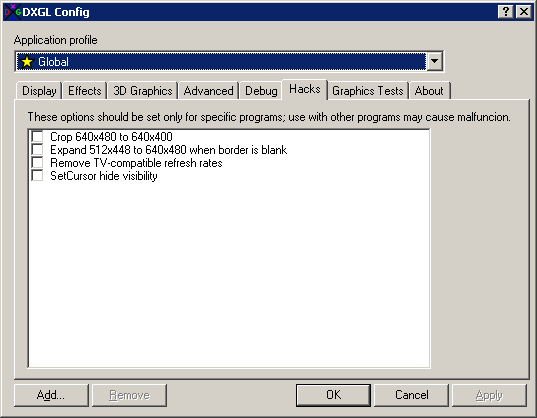 DXGL Config
Application profile
Global
Display Effects 3D Graphics Advanced Debug Hacks Graphics Tests About
These options should be set only for specific programs; use with other programs may cause malfuncion.
Crop 640x480 to 640x400
Expand 512x448 to 640x480 when border is blank
Remove TV-compatible refresh rates
SetCursor hide visibility
Add... Remove OK Cancel Apply